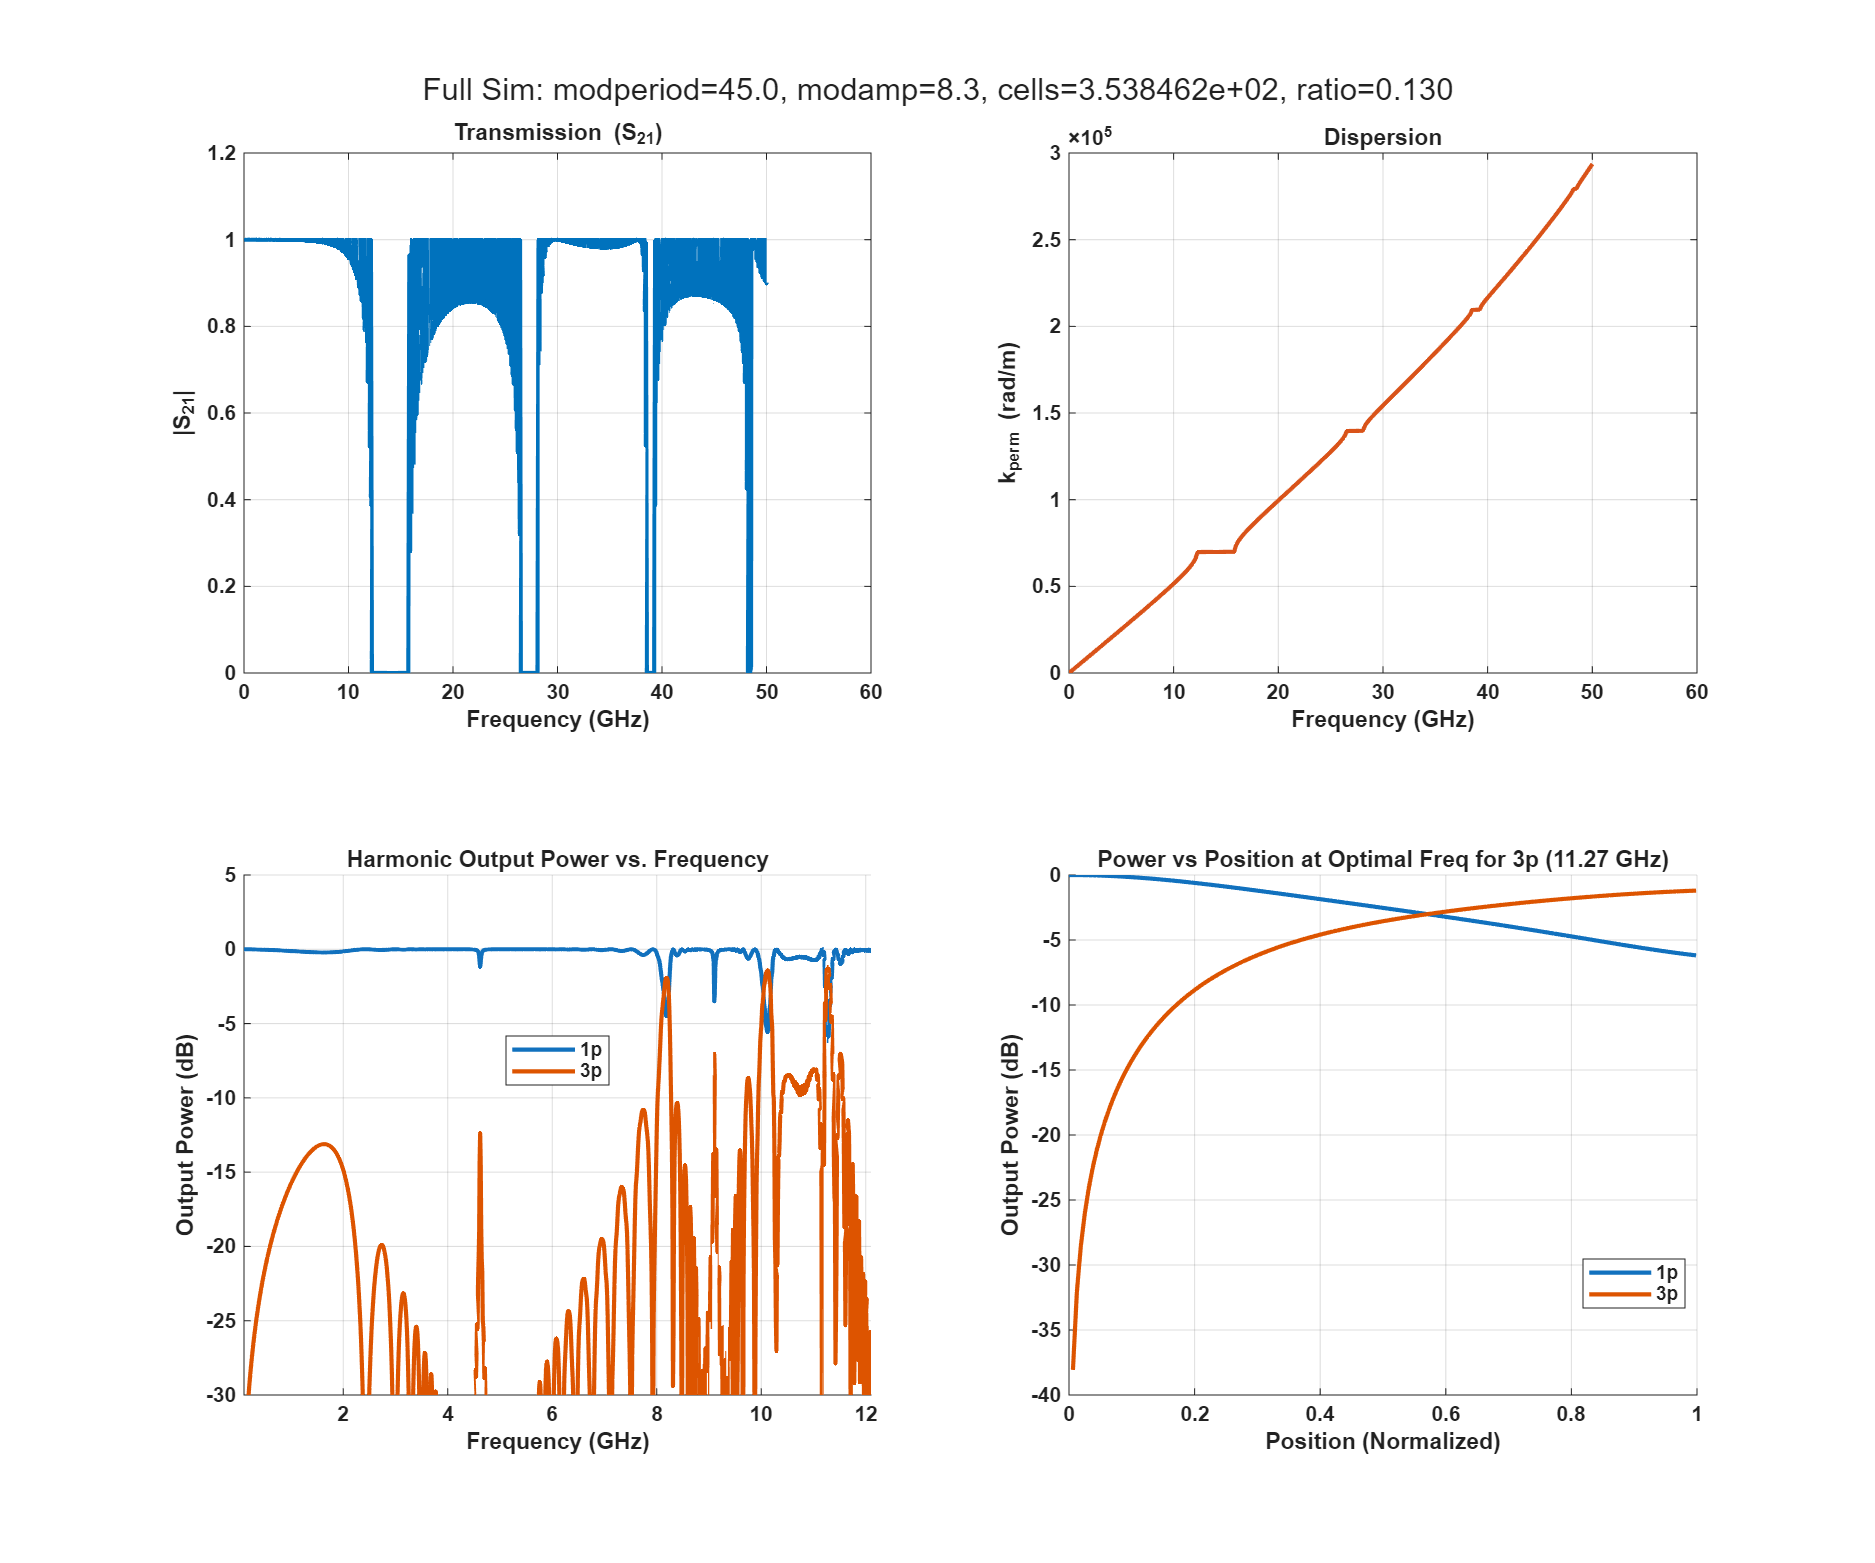 Full Sim: modperiod=45.0, modamp=8.3, cells=3.538462e+02, ratio=0.130
Transmission (S21)
1.2
1
0.8
0.6
0.4
0.2
0
|S21|
0 10 20 30 40 50 60
Frequency (GHz)
×10^5
Dispersion
3
2.5
2
1.5
1
0.5
0
kperm (rad/m)
0 10 20 30 40 50 60
Frequency (GHz)
Harmonic Output Power vs. Frequency
5
0
-5
-10
-15
-20
-25
-30
Output Power (dB)
1p
3p
2 4 6 8 10 12
Frequency (GHz)
Power vs Position at Optimal Freq for 3p (11.27 GHz)
0
-5
-10
-15
-20
-25
-30
-35
-40
Output Power (dB)
1p
3p
0 0.2 0.4 0.6 0.8 1
Position (Normalized)